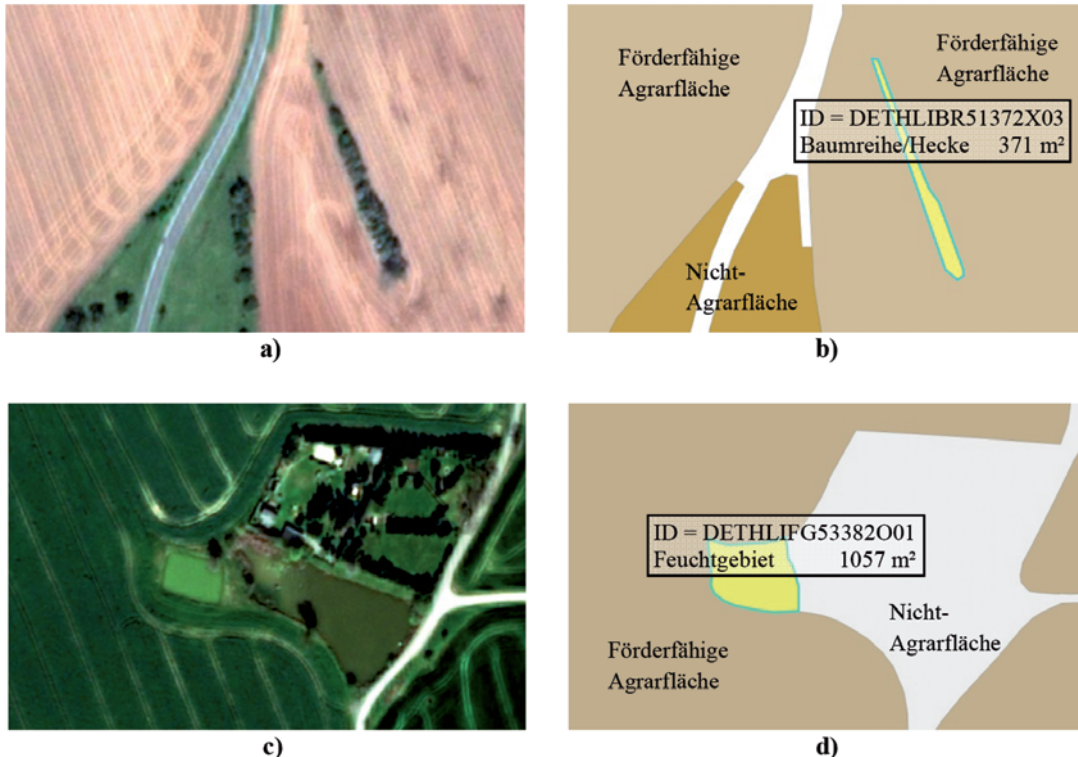 Förderfähige
Agrarfläche
Förderfähige
Agrarfläche
ID = DETHLIBR51372X03
Baumreihe/Hecke 371 m²
Nicht-
Agrarfläche
a)
b)
ID = DETHLIFG53382O01
Feuchtgebiet 1057 m²
Nicht-
Agrarfläche
Förderfähige
Agrarfläche
c)
d)